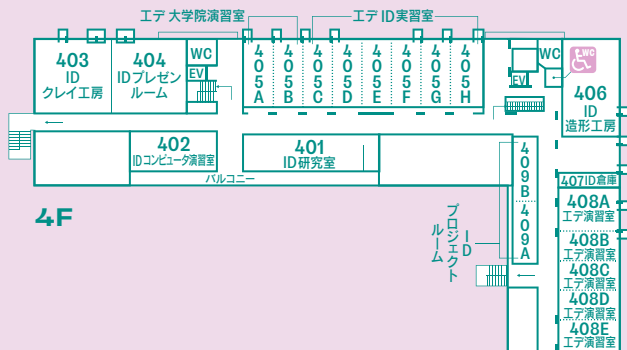 エデ 大学院演習室
エデ ID実習室
403
ID
クレイ工房
404
IDプレゼン
ルーム
WC
EV
405A
405B
405C
405D
405E
405F
405G
405H
WC
EV
WC
406
ID
造形工房
402
IDコンピュータ演習室
401
ID研究室
バルコニー
409B
409A
ID
プロジェクト
ルーム
407ID倉庫
408A
エデ演習室
408B
エデ演習室
408C
エデ演習室
408D
エデ演習室
408E
エデ演習室
4F